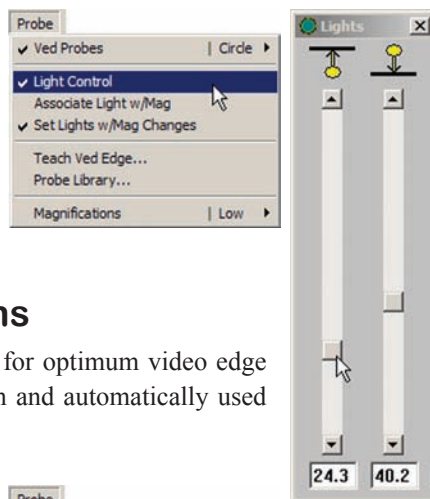 Probe
Ved Probes | Circle
Light Control
Associate Light w/Mag
Set Lights w/Mag Changes
Teach Ved Edge...
Probe Library...
Magnifications | Low
Lights
24.3 40.2
ns
for optimum video edge
n and automatically used
Probe